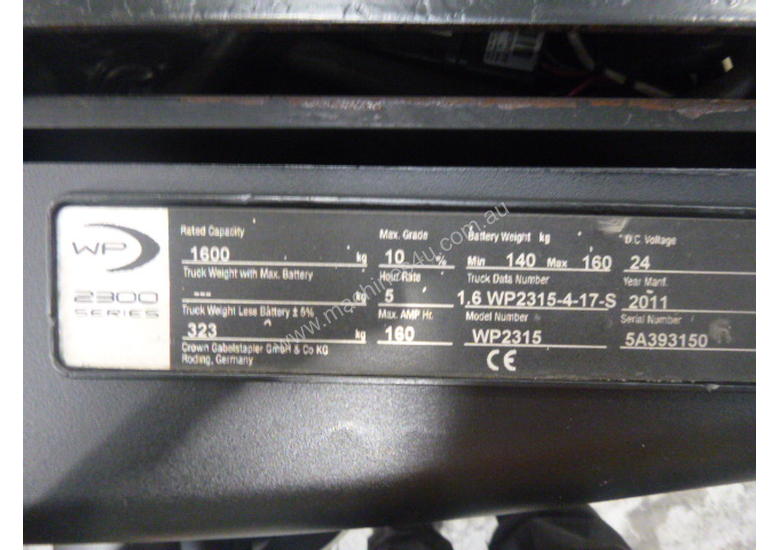 WP
2300
SERIES
Rated Capacity
1600 kg
Truck Weight with Max. Battery
--- kg
Truck Weight Less Battery ± 5%
323 kg
Crown Gabelstapler GmbH & Co KG
Roding, Germany
Max. Grade
10 %
Hour Rate
5
Max. AMP Hr.
160
Battery Weight kg
Min 140 Max 160
Truck Data Number
1.6 WP2315-4-17-S
Model Number
WP2315
CE
D.C. Voltage
24
Year Manf.
2011
Serial Number
5A393150
www.machines4u.com.au